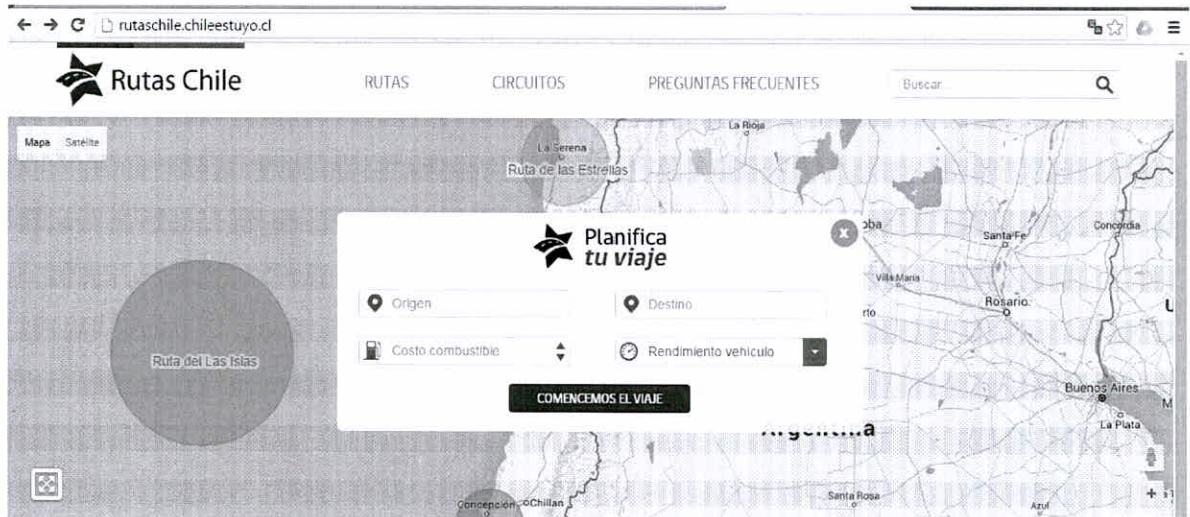 rutaschile.chileestuyo.cl
Rutas Chile
RUTAS
CIRCUITOS
PREGUNTAS FRECUENTES
Buscar...
Mapa
Satélite
La Rioja
La Serena
Ruta de las Estrellas
Planifica
tu viaje
x
oba
Santa Fe
Concordia
Villa María
Origen
Destino
rto
Rosario
U
Ruta del Las Islas
Costo combustible
Rendimiento vehículo
COMENCEMOS EL VIAJE
Buenos Aires
M
La Plata
Concepción
Chillan
Santa Rosa
Azul